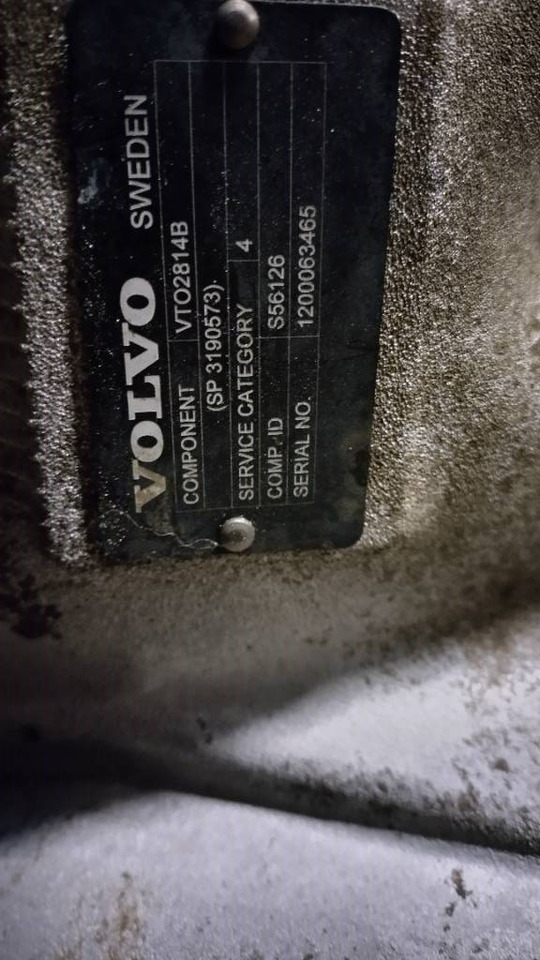 VOLVO SWEDEN
COMPONENT VTO2814B
(SP 3190573)
SERVICE CATEGORY 4
COMP. ID S56126
SERIAL NO. 1200063465